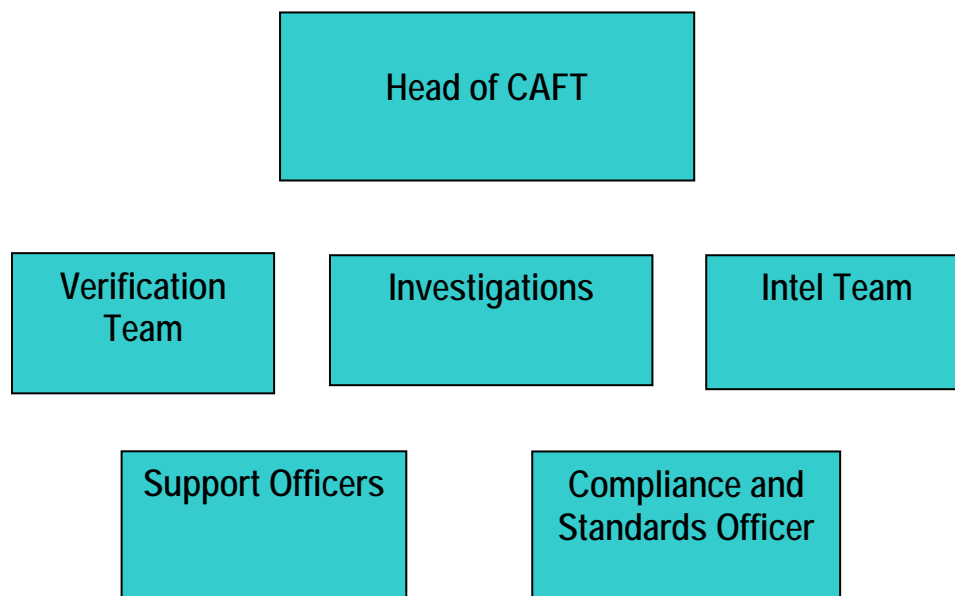 Head of CAFT
Verification
Team
Investigations
Intel Team
Support Officers
Compliance and
Standards Officer